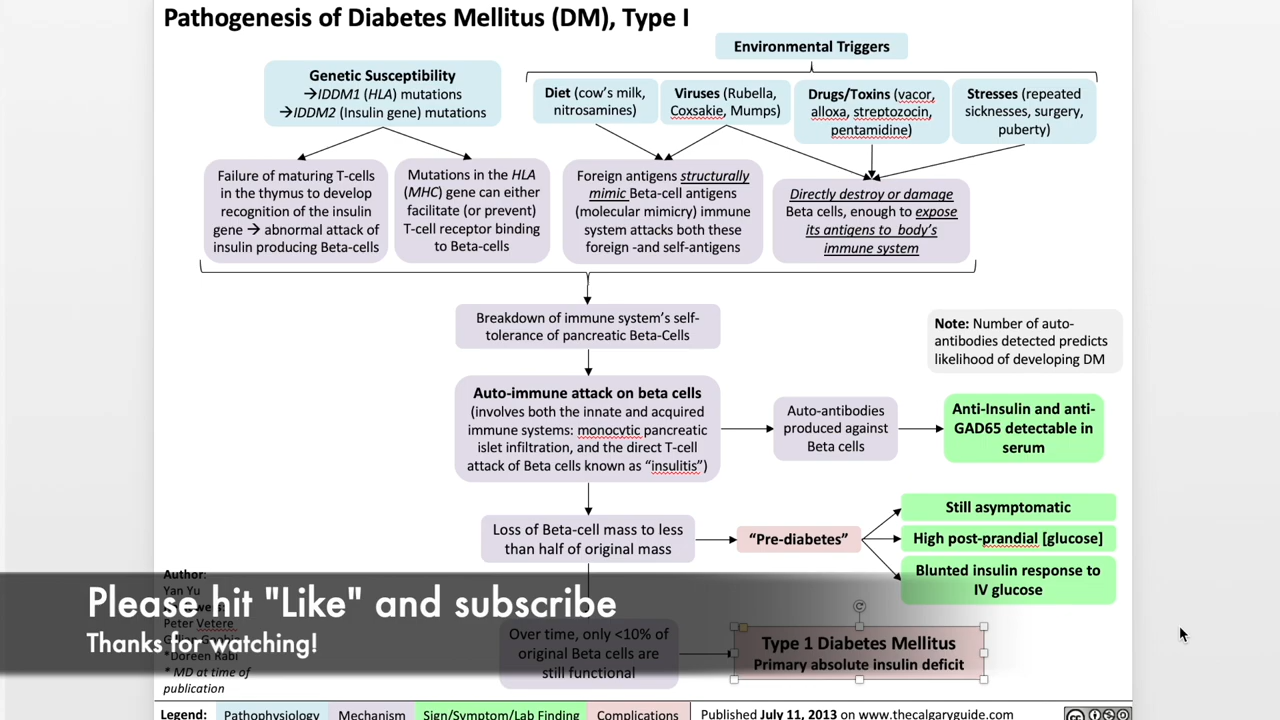 Pathogenesis of Diabetes Mellitus (DM), Type I
Environmental Triggers
Genetic Susceptibility
→IDDM1 (HLA) mutations
→IDDM2 (Insulin gene) mutations
Diet (cow's milk,
nitrosamines)
Viruses (Rubella,
Coxsakie, Mumps)
Drugs/Toxins (vacor,
alloxa, streptozocin,
pentamidine)
Stresses (repeated
sicknesses, surgery,
puberty)
Failure of maturing T-cells
in the thymus to develop
recognition of the insulin
gene → abnormal attack of
insulin producing Beta-cells
Mutations in the HLA
(MHC) gene can either
facilitate (or prevent)
T-cell receptor binding
to Beta-cells
Foreign antigens structurally
mimic Beta-cell antigens
(molecular mimicry) immune
system attacks both these
foreign -and self-antigens
Directly destroy or damage
Beta cells, enough to expose
its antigens to body's
immune system
Breakdown of immune system's self-
tolerance of pancreatic Beta-Cells
Note: Number of auto-
antibodies detected predicts
likelihood of developing DM
Auto-immune attack on beta cells
(involves both the innate and acquired
immune systems: monocytic pancreatic
islet infiltration, and the direct T-cell
attack of Beta cells known as "insulitis")
Auto-antibodies
produced against
Beta cells
Anti-Insulin and anti-
GAD65 detectable in
serum
Loss of Beta-cell mass to less
than half of original mass
"Pre-diabetes"
Still asymptomatic
High post-prandial [glucose]
Blunted insulin response to
IV glucose
Author:
Yan Yu
Peter Vetere
*Doreen Rabi
* MD at time of
publication
Please hit "Like" and subscribe
Thanks for watching!
Over time, only <10% of
original Beta cells are
still functional
Type 1 Diabetes Mellitus
Primary absolute insulin deficit
Legend: Pathophysiology Mechanism Sign/Symptom/Lab Finding Complications Published July 11, 2013 on www.thecalgaryguide.com